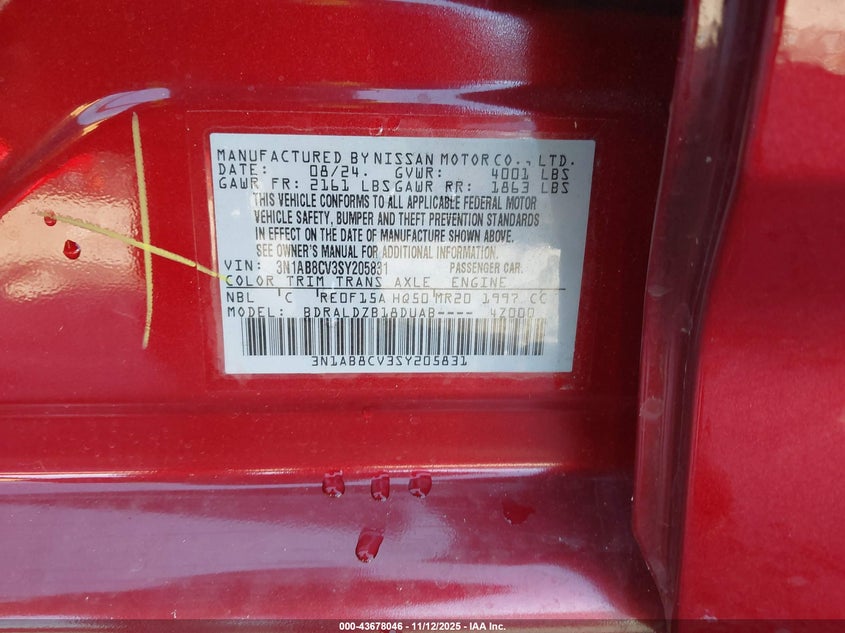 MANUFACTURED BY NISSAN MOTOR CO., LTD.
DATE: 08/24. GVWR: 4001 LBS
GAWR FR: 2161 LBS GAWR RR: 1863 LBS
THIS VEHICLE CONFORMS TO ALL APPLICABLE FEDERAL MOTOR
VEHICLE SAFETY, BUMPER AND THEFT PREVENTION STANDARDS
IN EFFECT ON THE DATE OF MANUFACTURE SHOWN ABOVE.
SEE OWNER'S MANUAL FOR ADDITIONAL INFORMATION.
VIN: 3N1AB8CV3SY205831 PASSENGER CAR.
COLOR TRIM TRANS AXLE ENGINE
NBL C RE0F15A HQ50 MR20 1997 CC
MODEL: BDRALDZB18DUAB---- 4Z000
3N1AB8CV3SY205831
000-43678046 - 11/12/2025 - IAA Inc.